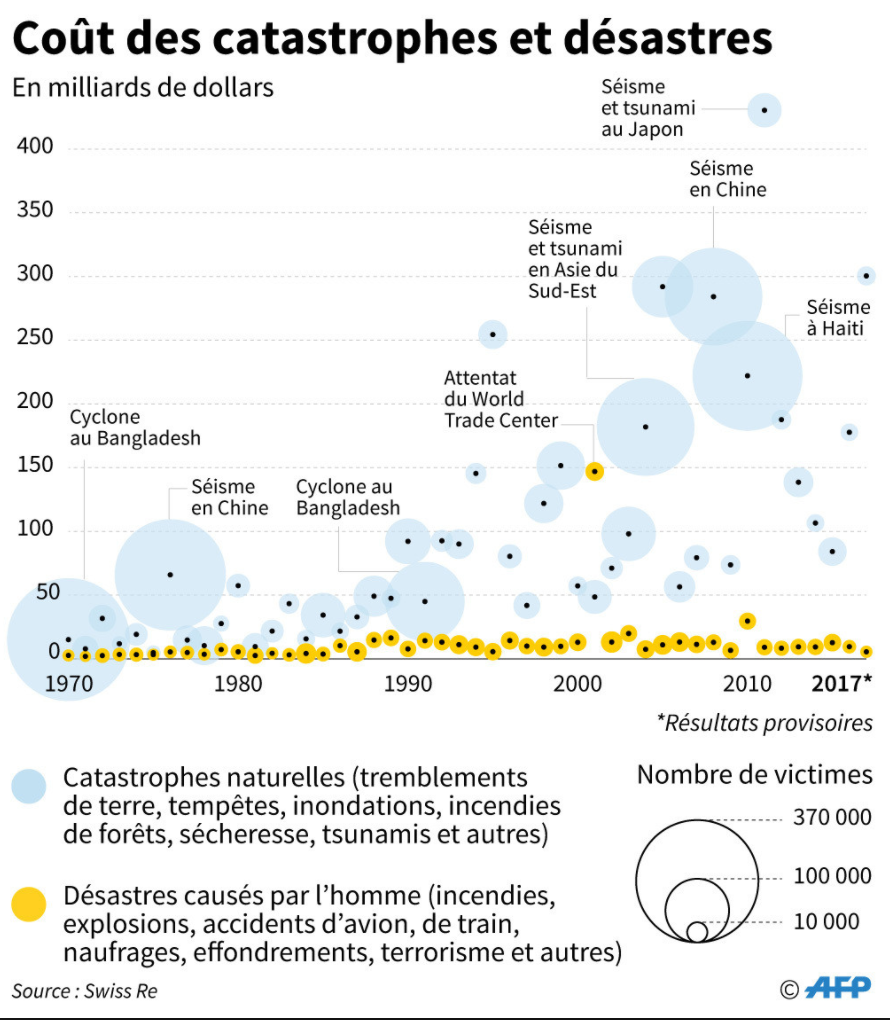 Coût des catastrophes et désastres
En milliards de dollars
Séisme
et tsunami
au Japon
400
Séisme
en Chine
350
Séisme
et tsunami
en Asie du
Sud-Est
300
Séisme
à Haiti
250
Attentat
du World
Trade Center
200
Cyclone
au Bangladesh
150
Séisme
en Chine
Cyclone au
Bangladesh
100
50
0
1970
1980
1990
2000
2010
2017*
*Résultats provisoires
Catastrophes naturelles (tremblements
de terre, tempêtes, inondations, incendies
de forêts, sécheresse, tsunamis et autres)
Désastres causés par l'homme (incendies,
explosions, accidents d'avion, de train,
naufrages, effondrements, terrorisme et autres)
Nombre de victimes
370 000
100 000
10 000
Source : Swiss Re
© AFP